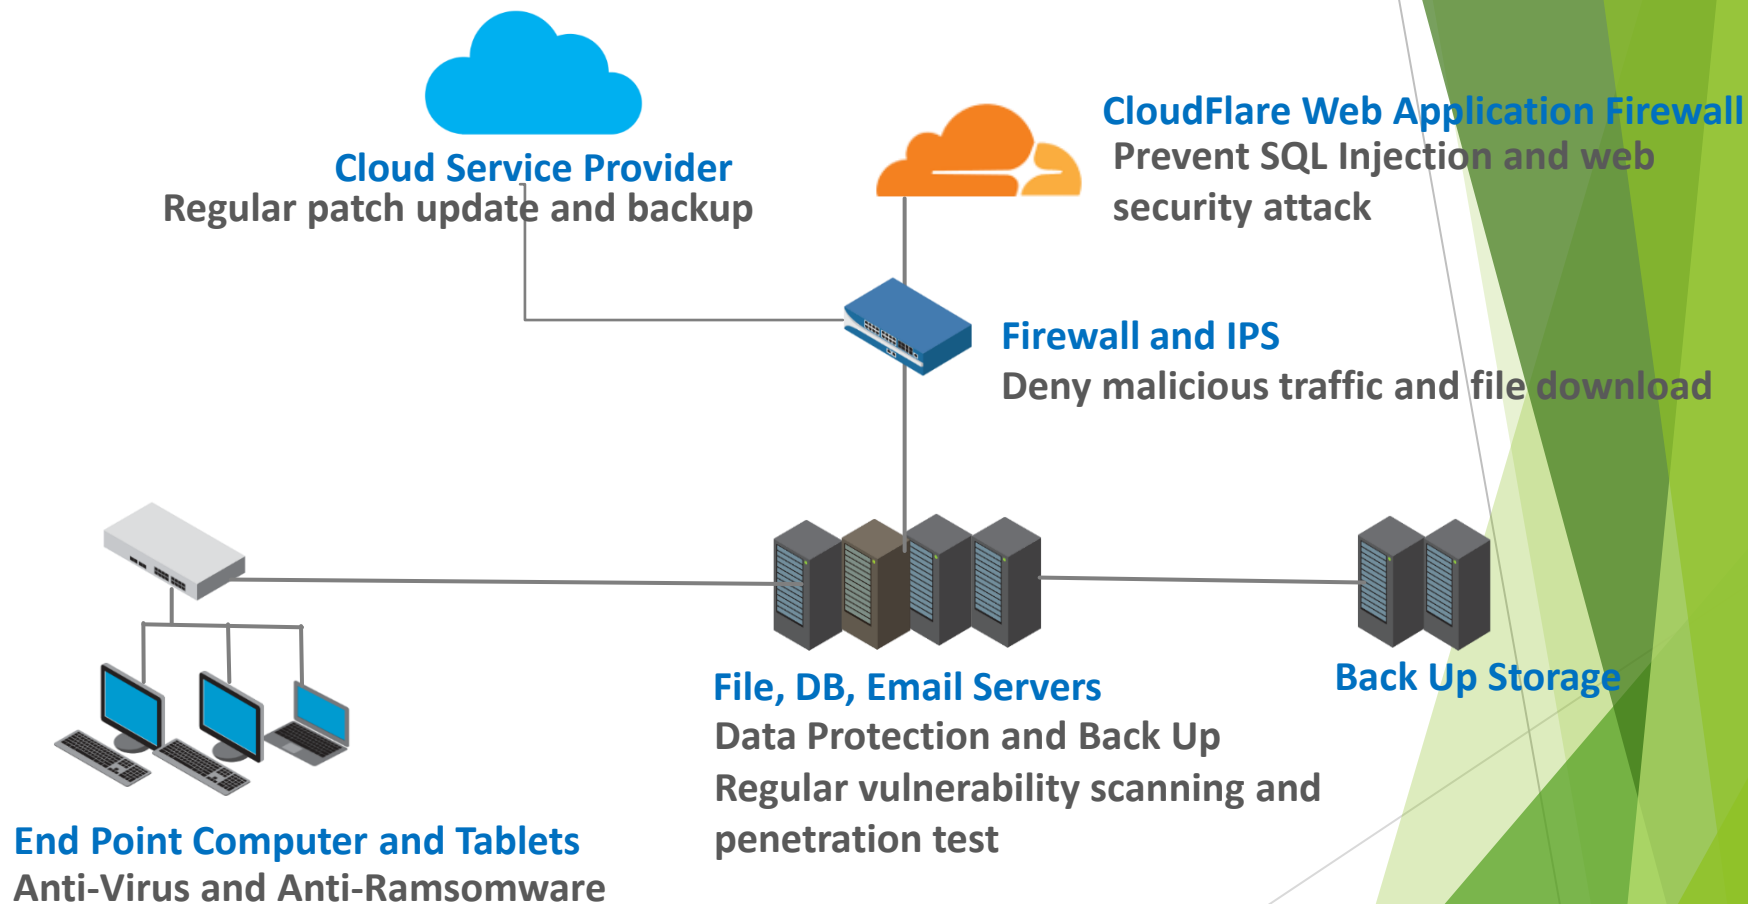 Cloud Service Provider
Regular patch update and backup
CloudFlare Web Application Firewall
Prevent SQL Injection and web
security attack
Firewall and IPS
Deny malicious traffic and file download
File, DB, Email Servers
Data Protection and Back Up
Regular vulnerability scanning and
penetration test
Back Up Storage
End Point Computer and Tablets
Anti-Virus and Anti-Ramsomware